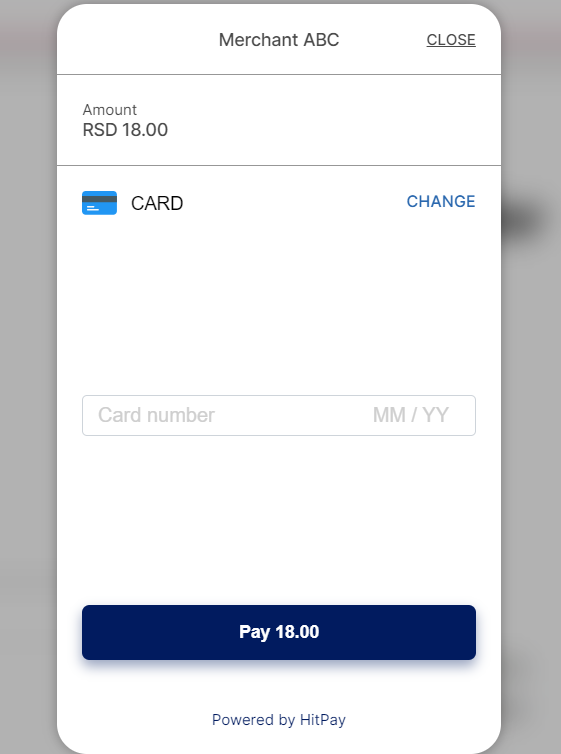 Merchant ABC CLOSE
Amount
RSD 18.00
CARD CHANGE
Card number MM / YY
Pay 18.00
Powered by HitPay